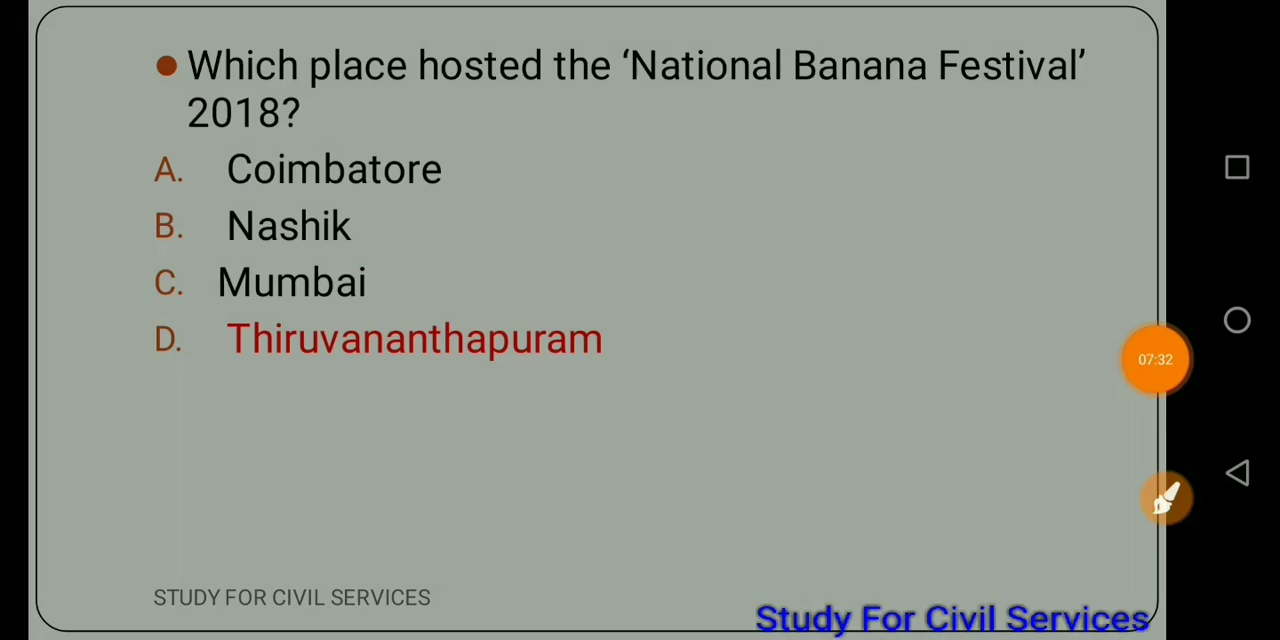 Which place hosted the ‘National Banana Festival’
2018?
A. Coimbatore
B. Nashik
C. Mumbai
D. Thiruvananthapuram
07:32
STUDY FOR CIVIL SERVICES
Study For Civil Services